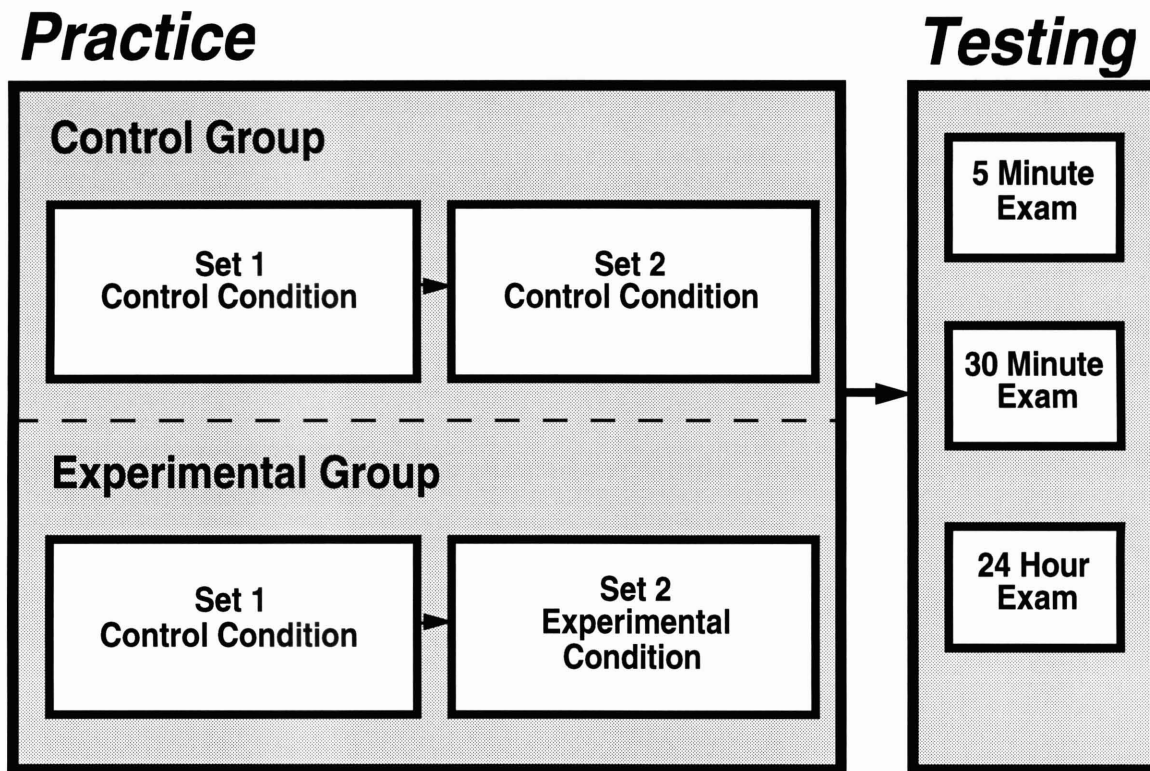 Practice
Control Group
Set 1
Control Condition
Set 2
Control Condition
Experimental Group
Set 1
Control Condition
Set 2
Experimental
Condition
Testing
5 Minute
Exam
30 Minute
Exam
24 Hour
Exam